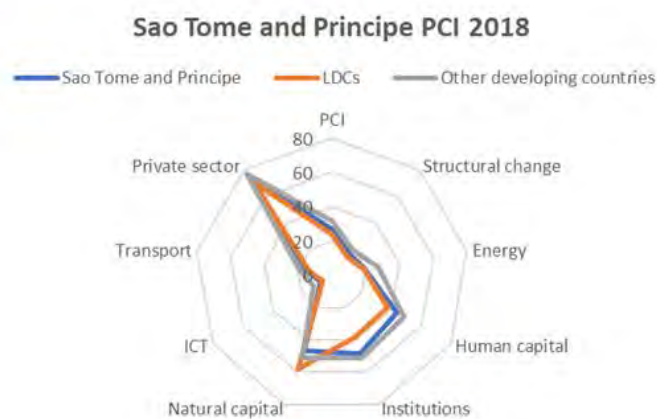 Sao Tome and Principe PCI 2018
Sao Tome and Principe LDCs Other developing countries
PCI
80
Private sector Structural change
60
40
Transport 20 Energy
0
ICT Human capital
Natural capital Institutions